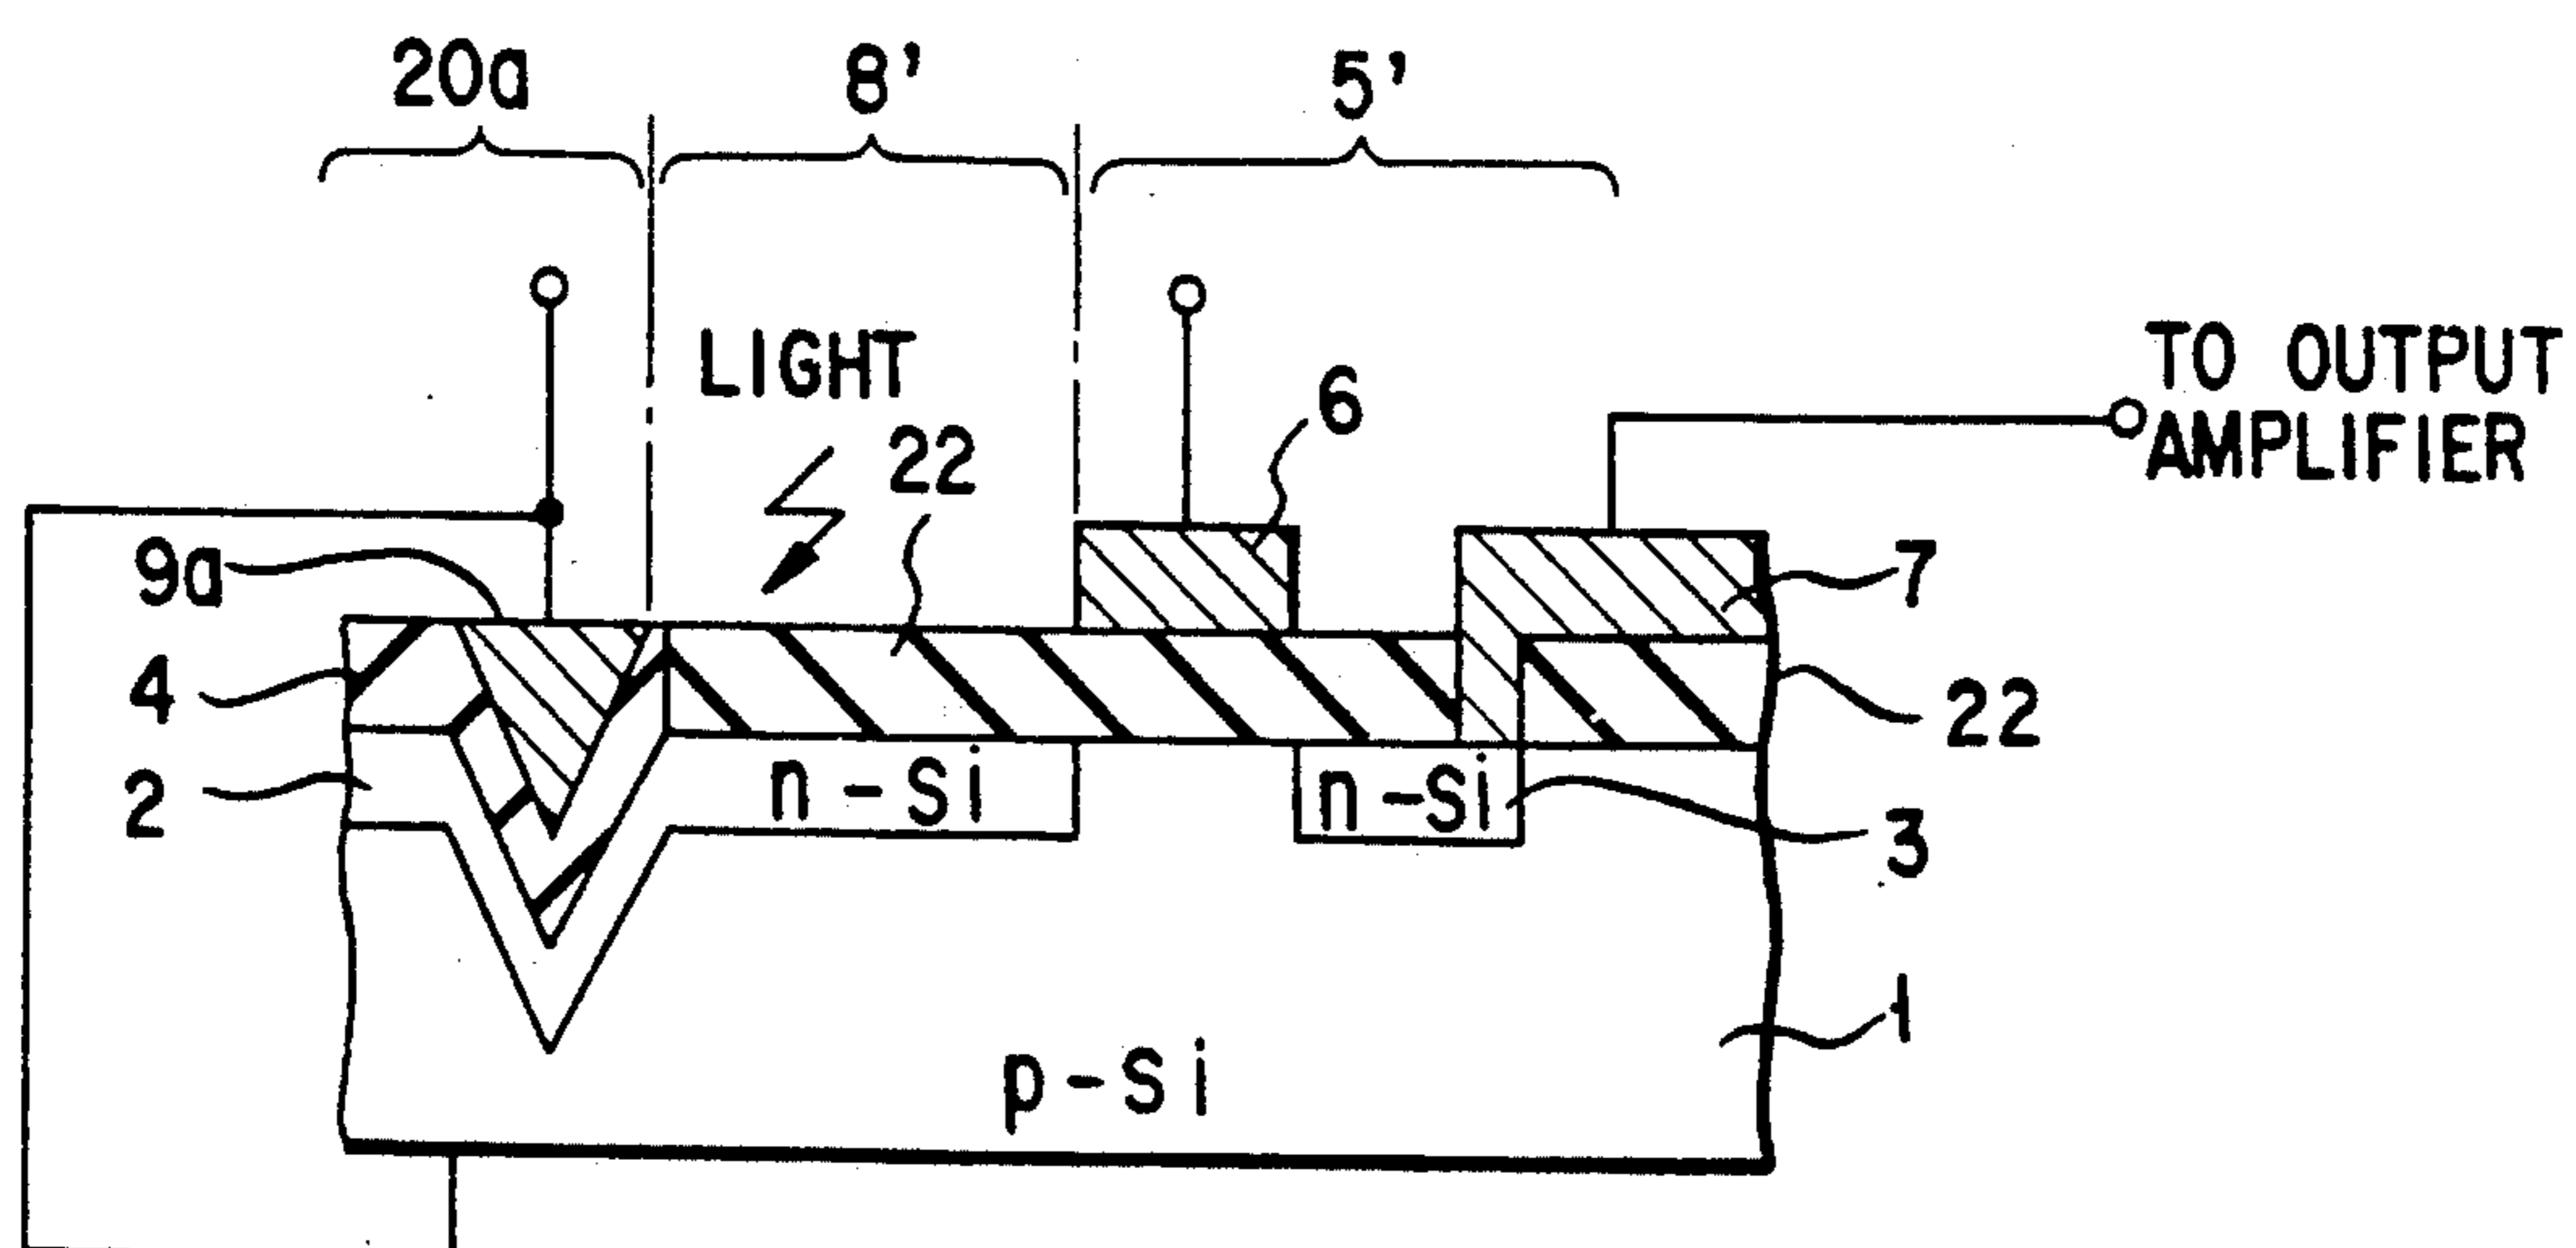 20a 8' 5'
LIGHT
TO OUTPUT
AMPLIFIER
6
22
9a
7
4
22
2
n-Si
n-Si
3
1
p-Si